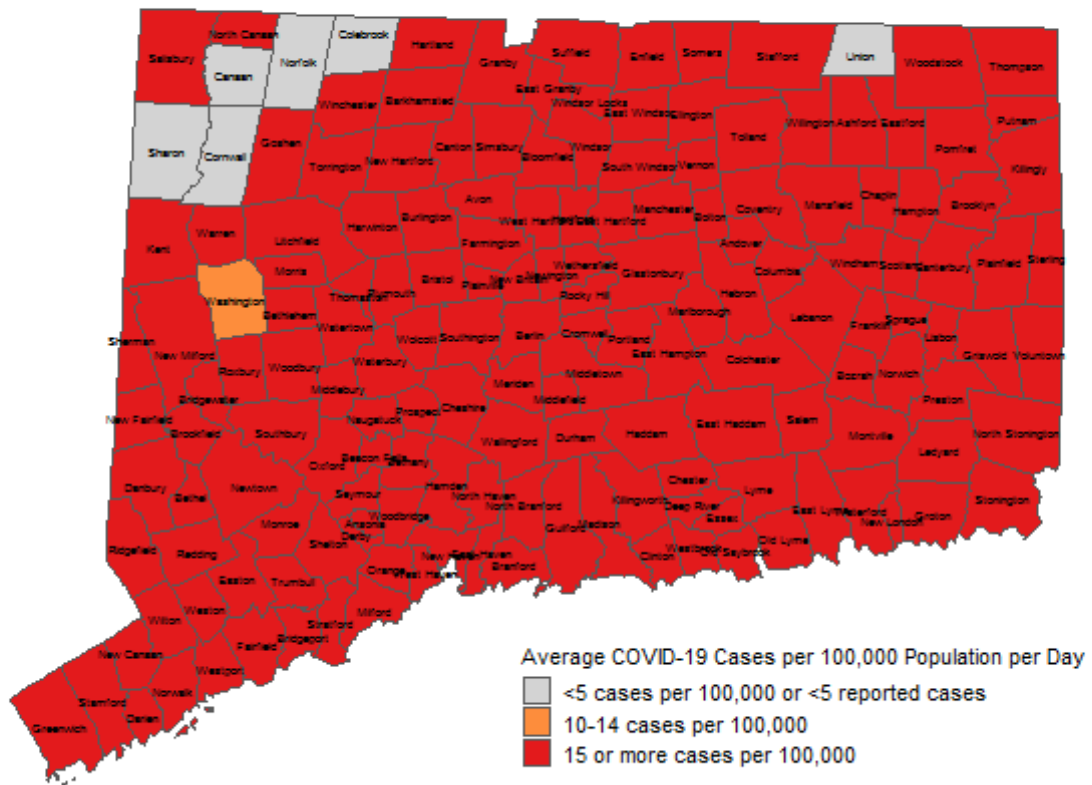 North Canaan
Colebrook
Salisbury
Canaan
Norfolk
Hartland
Granby
Suffield
Enfield
Somers
Stafford
Union
Woodstock
Thompson
East Granby
Windsor Locks
Winchester
Barkhamsted
East Windsor
Ellington
Willington
Ashford
Eastford
Putnam
Sharon
Cornwall
Goshen
Torrington
New Hartford
Canton
Simsbury
Bloomfield
Windsor
South Windsor
Vernon
Tolland
Pomfret
Killingly
Avon
West Hartford
East Hartford
Manchester
Bolton
Coventry
Mansfield
Chaplin
Hampton
Brooklyn
Kent
Warren
Litchfield
Harwinton
Burlington
Farmington
Andover
Morris
Bristol
Plainville
New Britain
Newington
Wethersfield
Glastonbury
Columbia
Windham
Scotland
Canterbury
Plainfield
Sterling
Washington
Bethlehem
Thomaston
Plymouth
Rocky Hill
Hebron
Marlborough
Lebanon
Franklin
Sprague
Lisbon
Sherman
New Milford
Roxbury
Woodbury
Watertown
Waterbury
Wolcott
Southington
Berlin
Cromwell
Portland
East Hampton
Colchester
Bozrah
Norwich
Griswold
Voluntown
Bridgewater
Middlebury
Meriden
Middletown
Middlefield
Preston
New Fairfield
Brookfield
Southbury
Naugatuck
Prospect
Cheshire
Wallingford
Durham
Haddam
East Haddam
Salem
Montville
North Stonington
Ledyard
Danbury
Bethel
Newtown
Oxford
Beacon Falls
Bethany
Seymour
Hamden
North Haven
North Branford
Killingworth
Chester
Deep River
Essex
Lyme
East Lyme
Waterford
New London
Groton
Stonington
Ridgefield
Redding
Monroe
Shelton
Ansonia
Derby
Woodbridge
Guilford
Madison
Clinton
Westbrook
Old Saybrook
Old Lyme
Easton
Trumbull
Orange
New Haven
East Haven
West Haven
Branford
Wilton
Weston
Fairfield
Bridgeport
Stratford
Milford
New Canaan
Westport
Stamford
Norwalk
Darien
Greenwich
Average COVID-19 Cases per 100,000 Population per Day
<5 cases per 100,000 or <5 reported cases
10-14 cases per 100,000
15 or more cases per 100,000